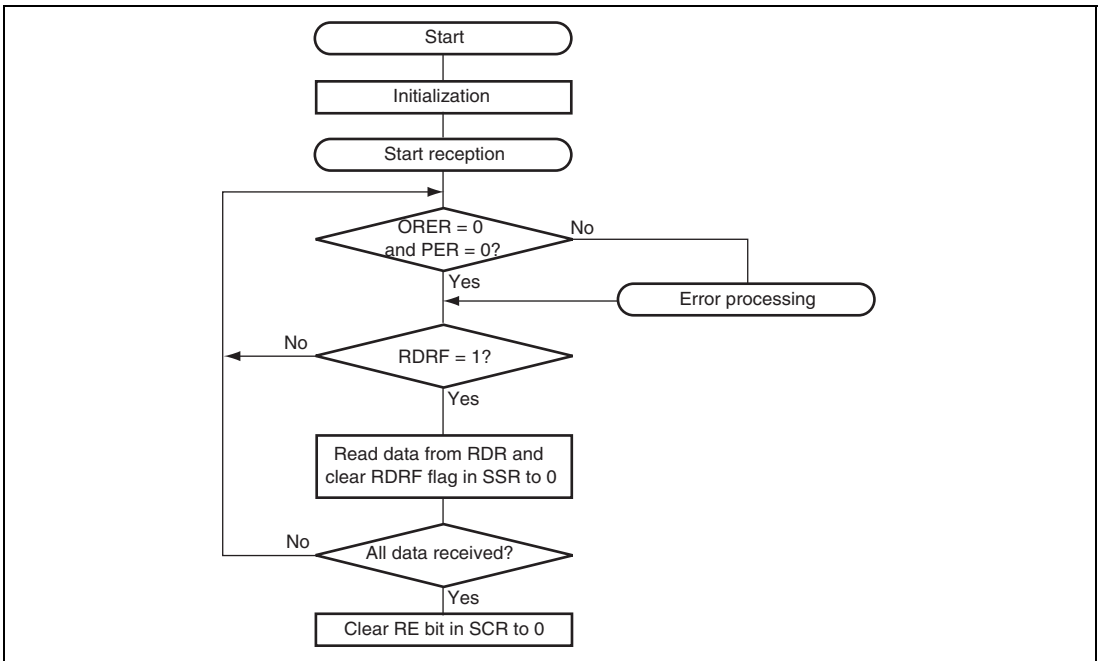 Start
Initialization
Start reception
ORER = 0
and PER = 0?
No
Yes
Error processing
No
RDRF = 1?
Yes
Read data from RDR and
clear RDRF flag in SSR to 0
No
All data received?
Yes
Clear RE bit in SCR to 0